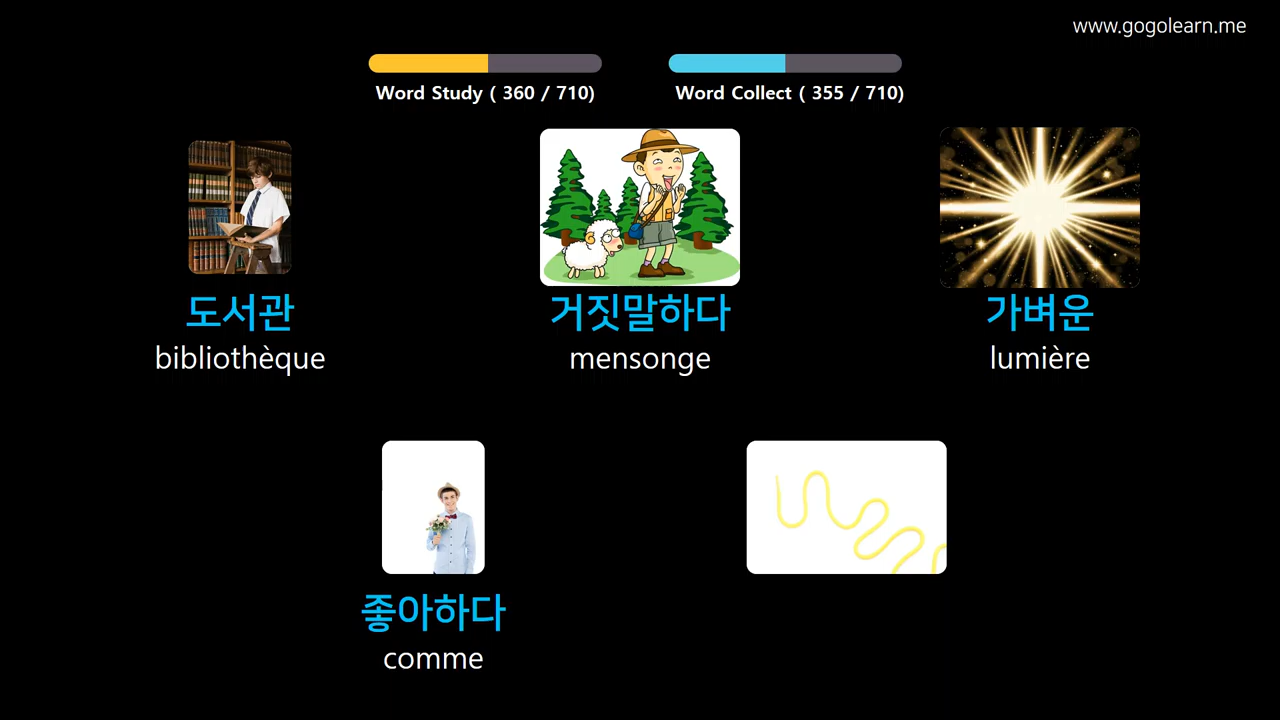 www.gogolearn.me
Word Study ( 360 / 710)
Word Collect ( 355 / 710)
도서관
bibliothèque
거짓말하다
mensonge
가벼운
lumière
좋아하다
comme